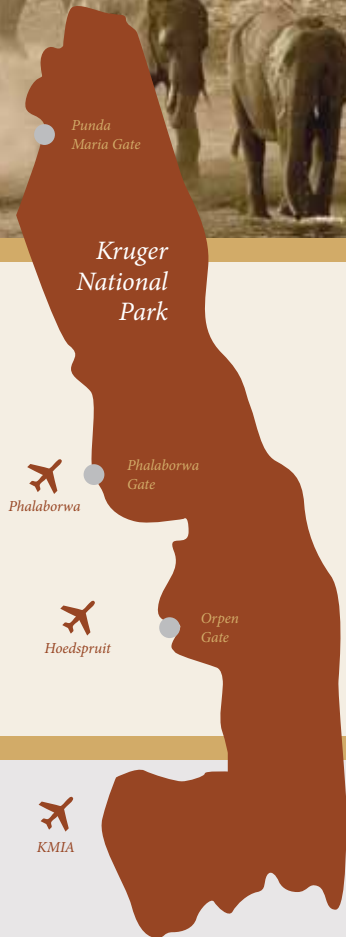 Punda
Maria Gate
Kruger
National
Park
Phalaborwa
Gate
Phalaborwa
Orpen
Gate
Hoedspruit
KMIA